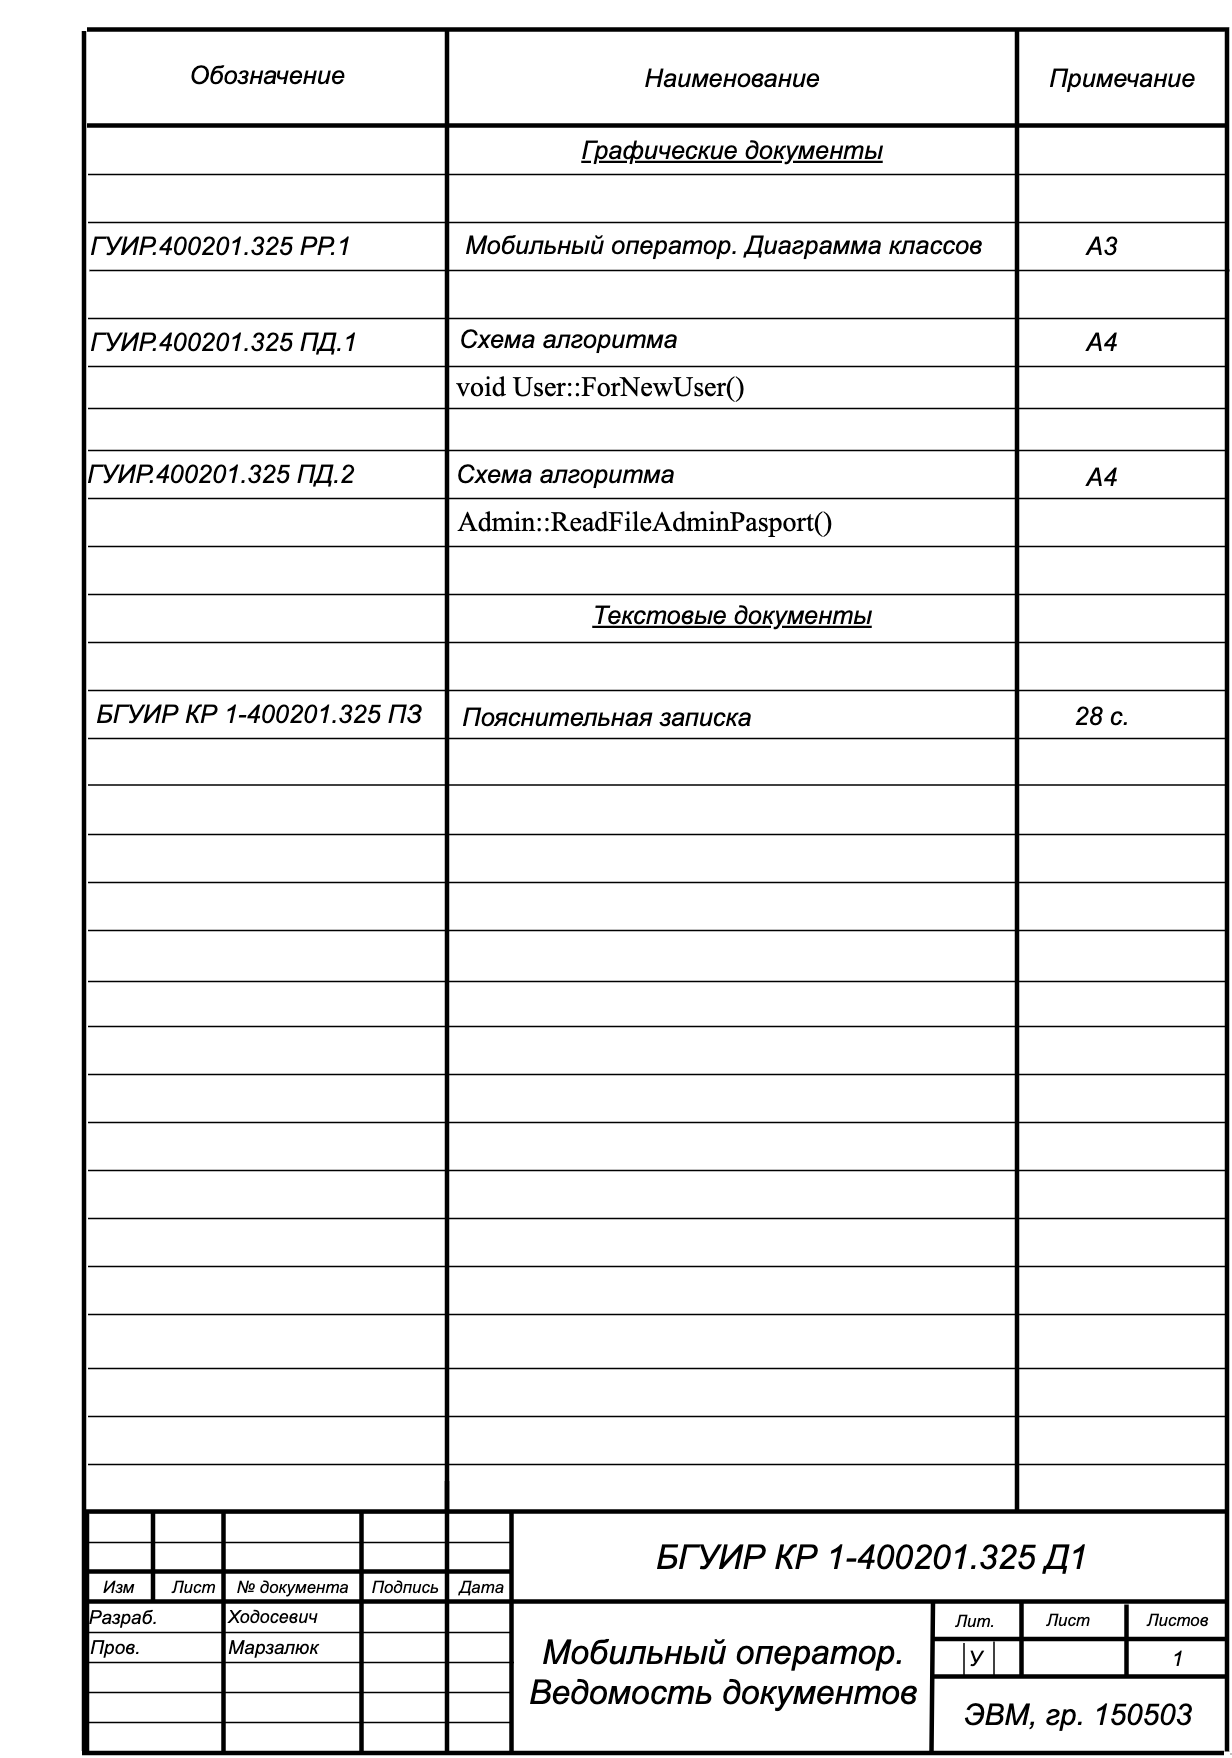 Обозначение Наименование Примечание
Графические документы
ГУИР.400201.325 РР.1 Мобильный оператор. Диаграмма классов А3
ГУИР.400201.325 ПД.1 Схема алгоритма А4
void User::ForNewUser()
ГУИР.400201.325 ПД.2 Схема алгоритма А4
Admin::ReadFileAdminPasport()
Текстовые документы
БГУИР КР 1-400201.325 ПЗ Пояснительная записка 28 с.
БГУИР КР 1-400201.325 Д1
Изм Лист № документа Подпись Дата
Разраб. Ходосевич
Пров. Марзалюк
Мобильный оператор.
Ведомость документов
Лит. Лист Листов
У 1
ЭВМ, гр. 150503